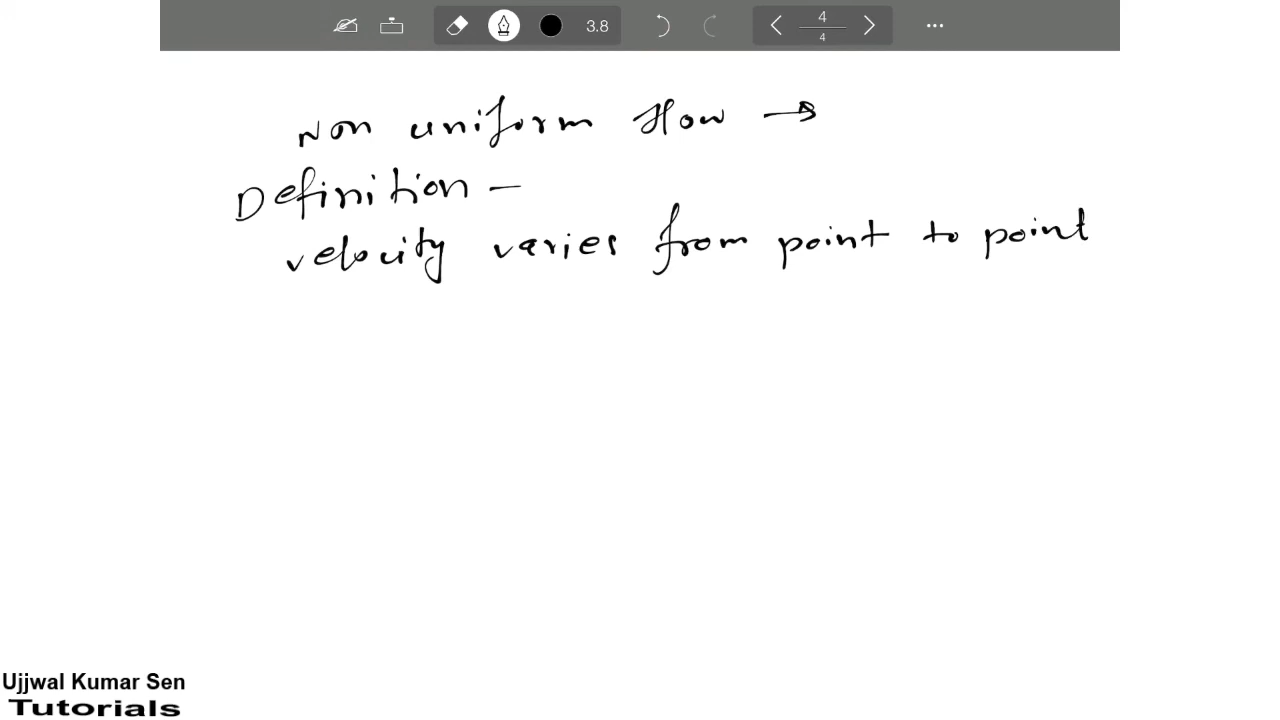 3.8
4
4
Non uniform flow →
Definition –
velocity varies from point to point
Ujjwal Kumar Sen
Tutorials